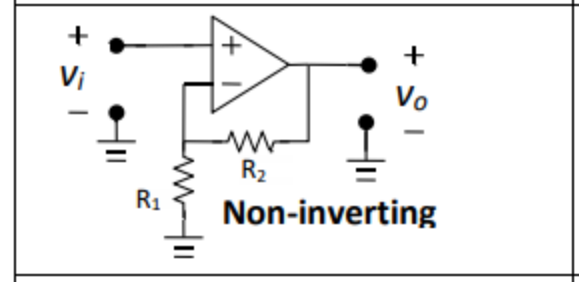 + + +
vi − vo
− −
R2
R1
Non-inverting